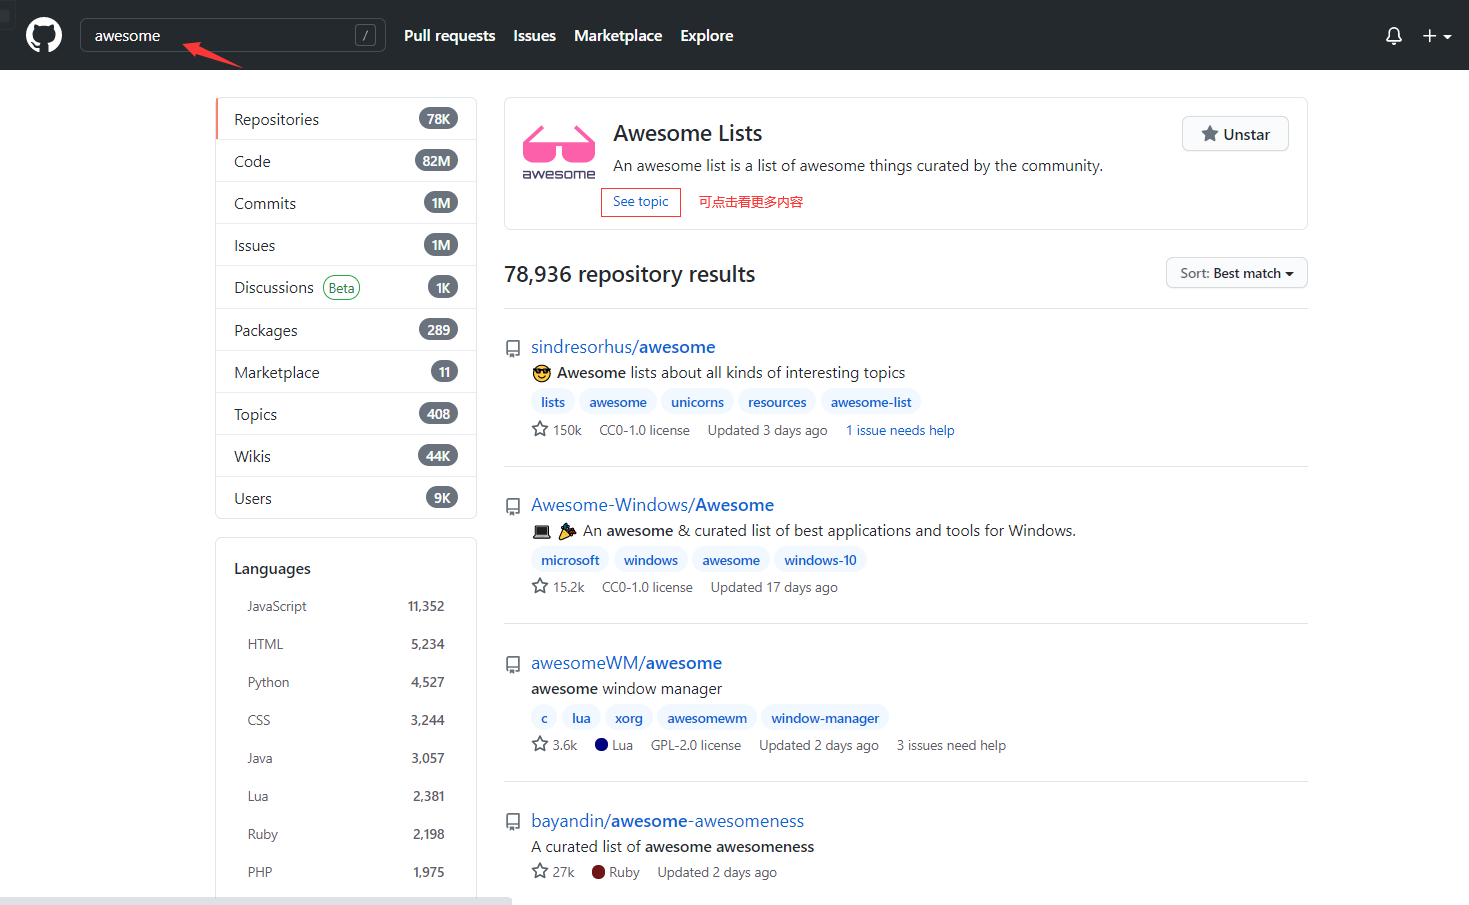 awesome / Pull requests Issues Marketplace Explore
Repositories 78K
Code 82M
Commits 1M
Issues 1M
Discussions Beta 1K
Packages 289
Marketplace 11
Topics 408
Wikis 44K
Users 9K
Languages
JavaScript 11,352
HTML 5,234
Python 4,527
CSS 3,244
Java 3,057
Lua 2,381
Ruby 2,198
PHP 1,975
awesome
Awesome Lists
Unstar
An awesome list is a list of awesome things curated by the community.
See topic 可点击看更多内容
78,936 repository results
Sort: Best match
sindresorhus/awesome
😎 Awesome lists about all kinds of interesting topics
lists awesome unicorns resources awesome-list
150k CC0-1.0 license Updated 3 days ago 1 issue needs help
Awesome-Windows/Awesome
💻 🎉 An awesome & curated list of best applications and tools for Windows.
microsoft windows awesome windows-10
15.2k CC0-1.0 license Updated 17 days ago
awesomeWM/awesome
awesome window manager
c lua xorg awesomewm window-manager
3.6k Lua GPL-2.0 license Updated 2 days ago 3 issues need help
bayandin/awesome-awesomeness
A curated list of awesome awesomeness
27k Ruby Updated 2 days ago